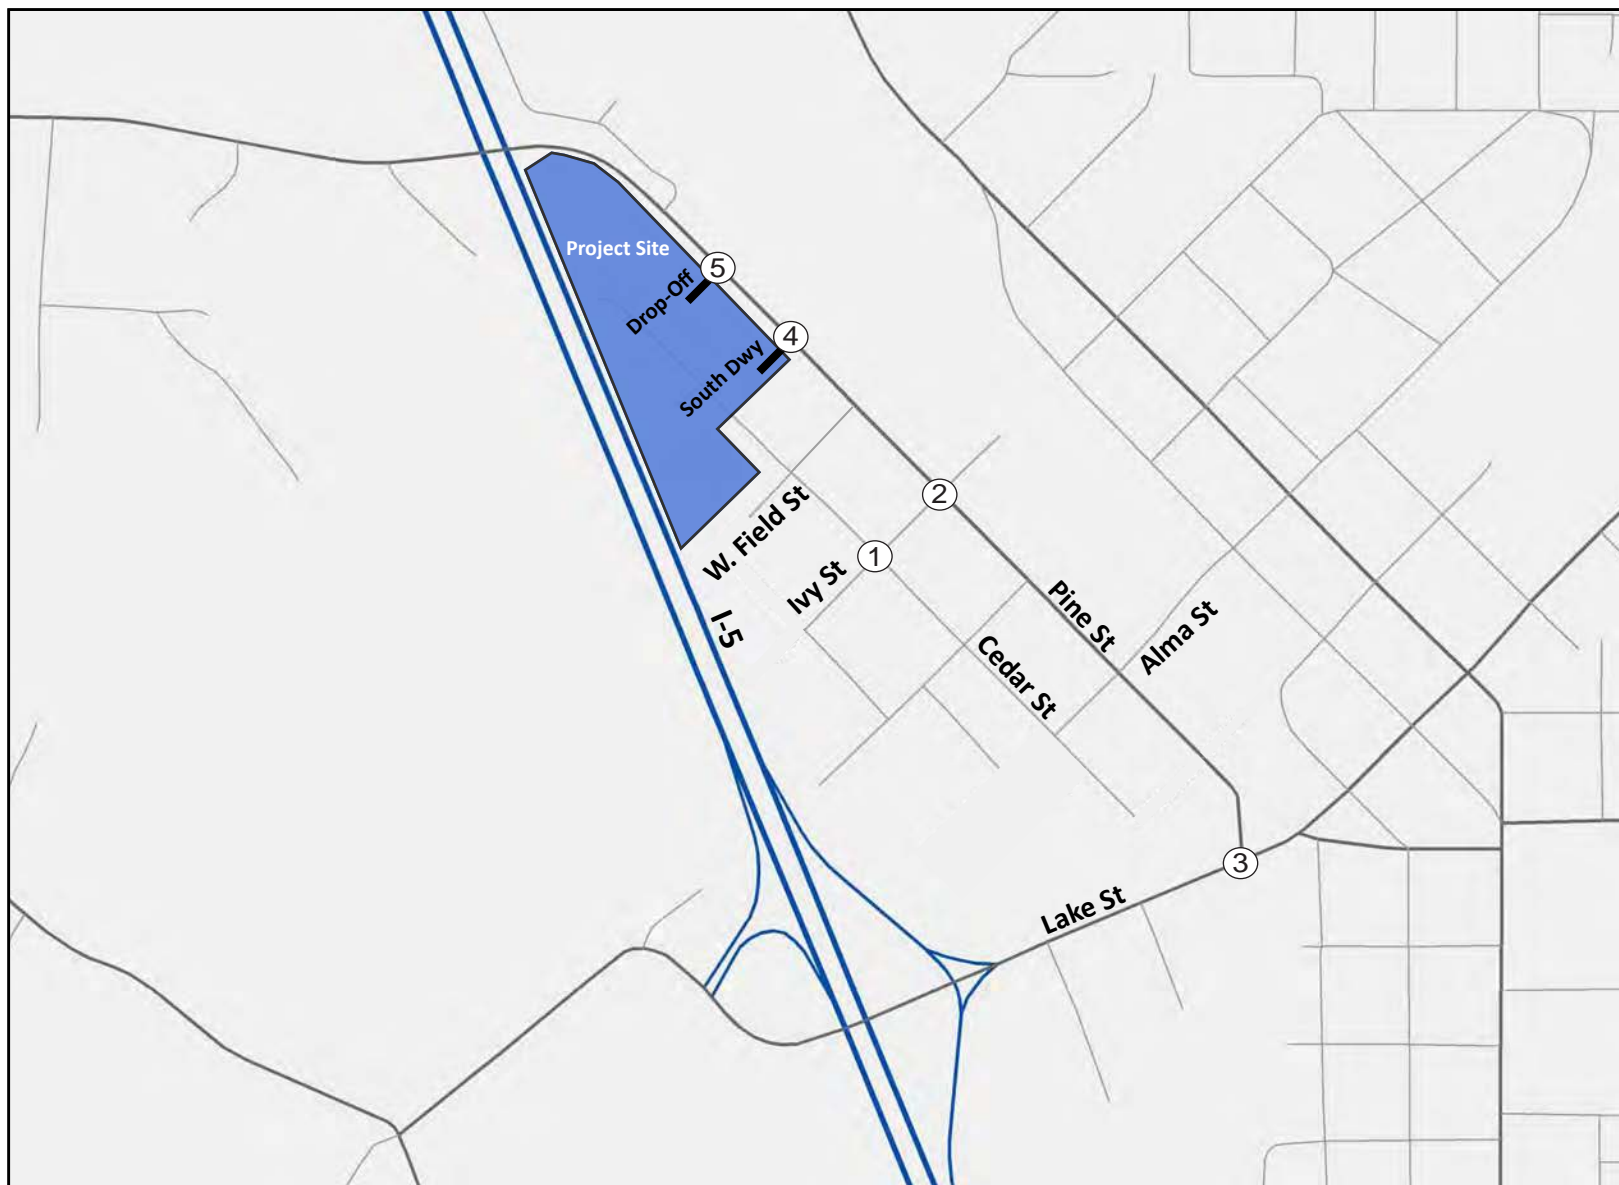 Project Site
5
Drop-Off
4
South Dwy
2
W. Field St
1
Ivy St
I-5
Pine St
Alma St
Cedar St
3
Lake St